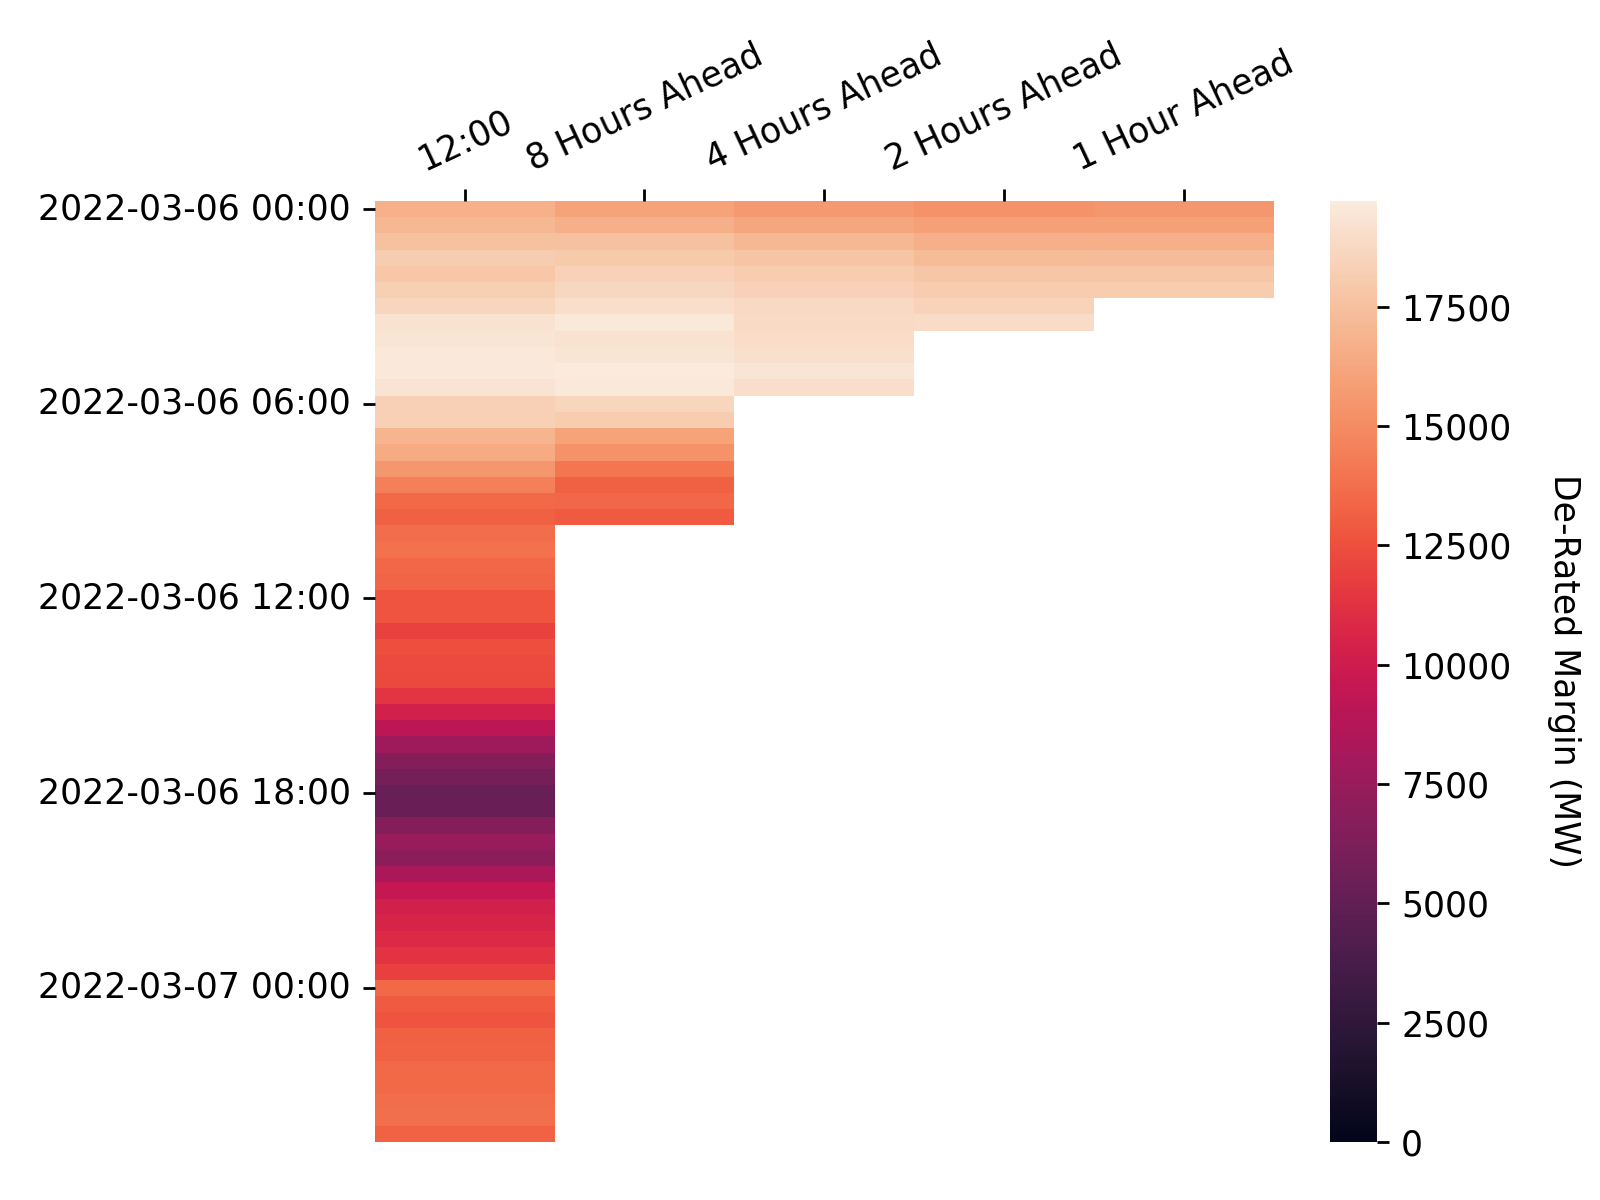 12:00
8 Hours Ahead
4 Hours Ahead
2 Hours Ahead
1 Hour Ahead
2022-03-06 00:00
2022-03-06 06:00
2022-03-06 12:00
2022-03-06 18:00
2022-03-07 00:00
17500
15000
12500
10000
7500
5000
2500
0
De-Rated Margin (MW)